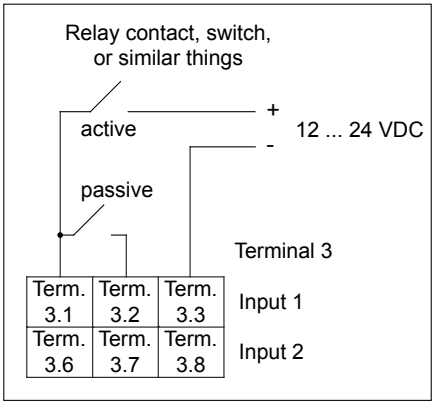 Relay contact, switch,
or similar things
+
active
12 ... 24 VDC
-
passive
Terminal 3
Term. 3.1 Term. 3.2 Term. 3.3 Input 1
Term. 3.6 Term. 3.7 Term. 3.8 Input 2